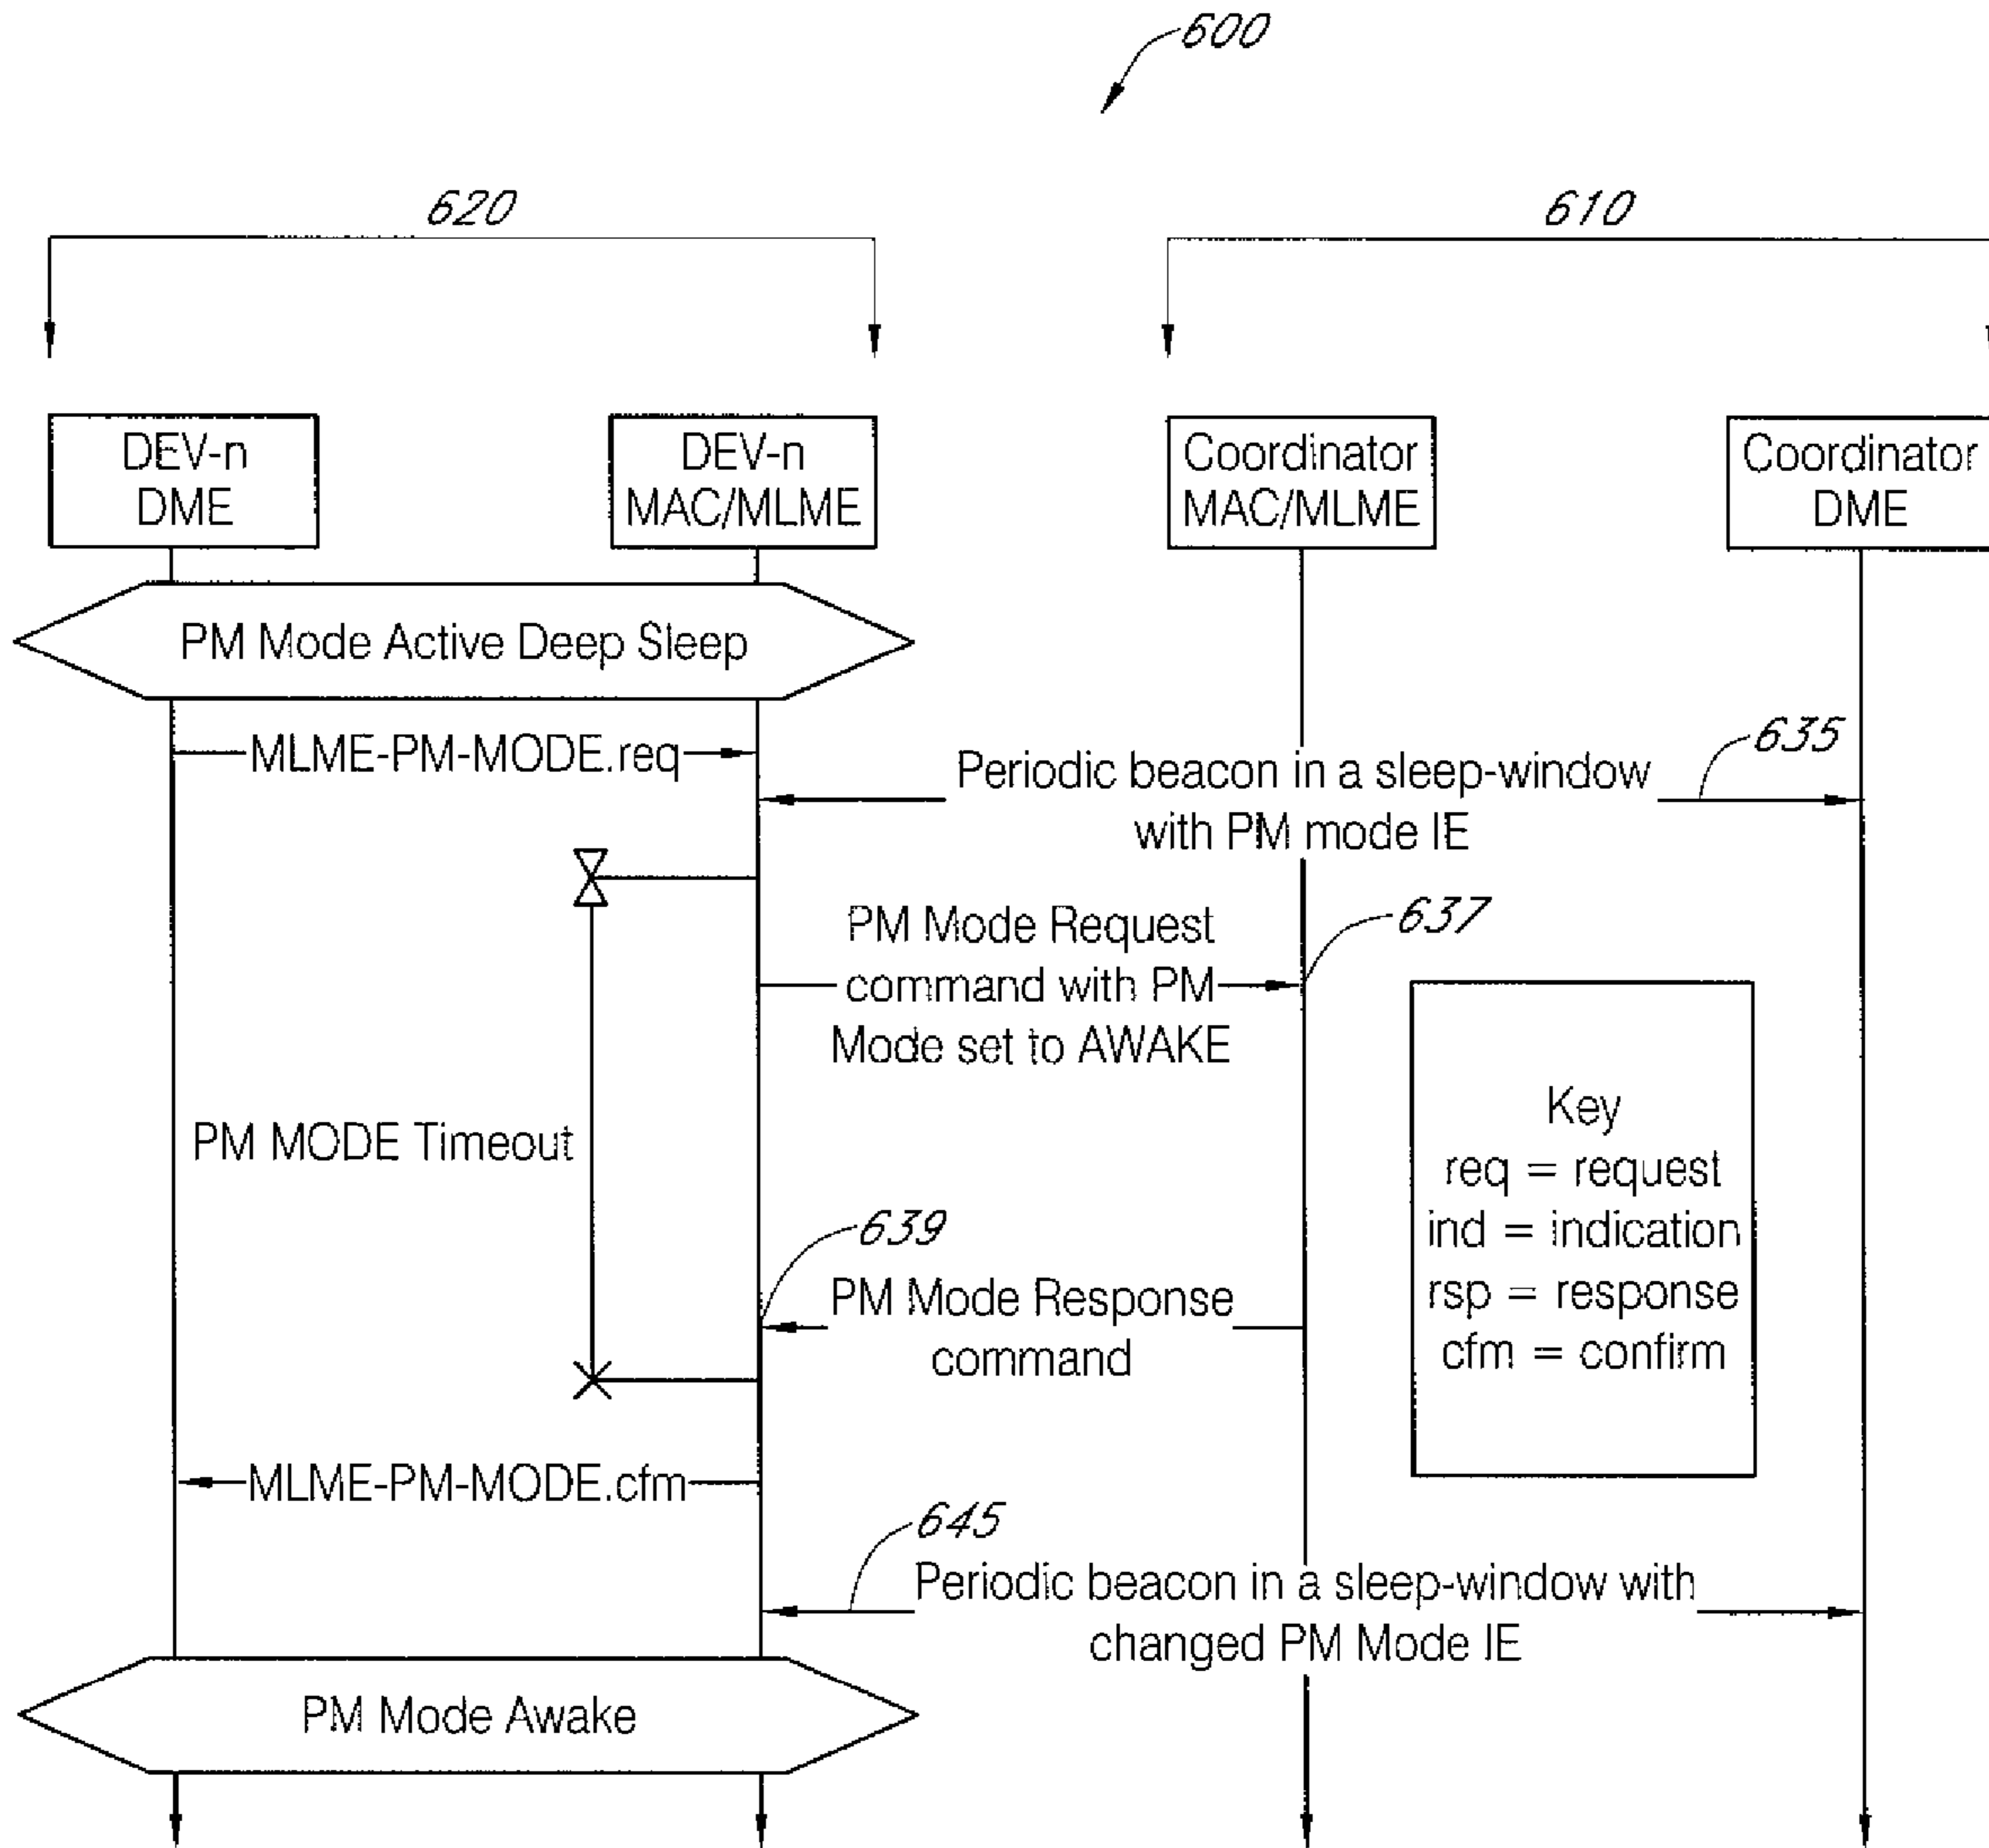 600
620
610
DEV-n
DME
DEV-n
MAC/MLME
Coordinator
MAC/MLME
Coordinator
DME
PM Mode Active Deep Sleep
MLME-PM-MODE.req
635
Periodic beacon in a sleep-window
with PM mode IE
637
PM Mode Request
command with PM
Mode set to AWAKE
Key
req = request
ind = indication
rsp = response
cfm = confirm
PM MODE Timeout
639
PM Mode Response
command
MLME-PM-MODE.cfm
645
Periodic beacon in a sleep-window with
changed PM Mode IE
PM Mode Awake